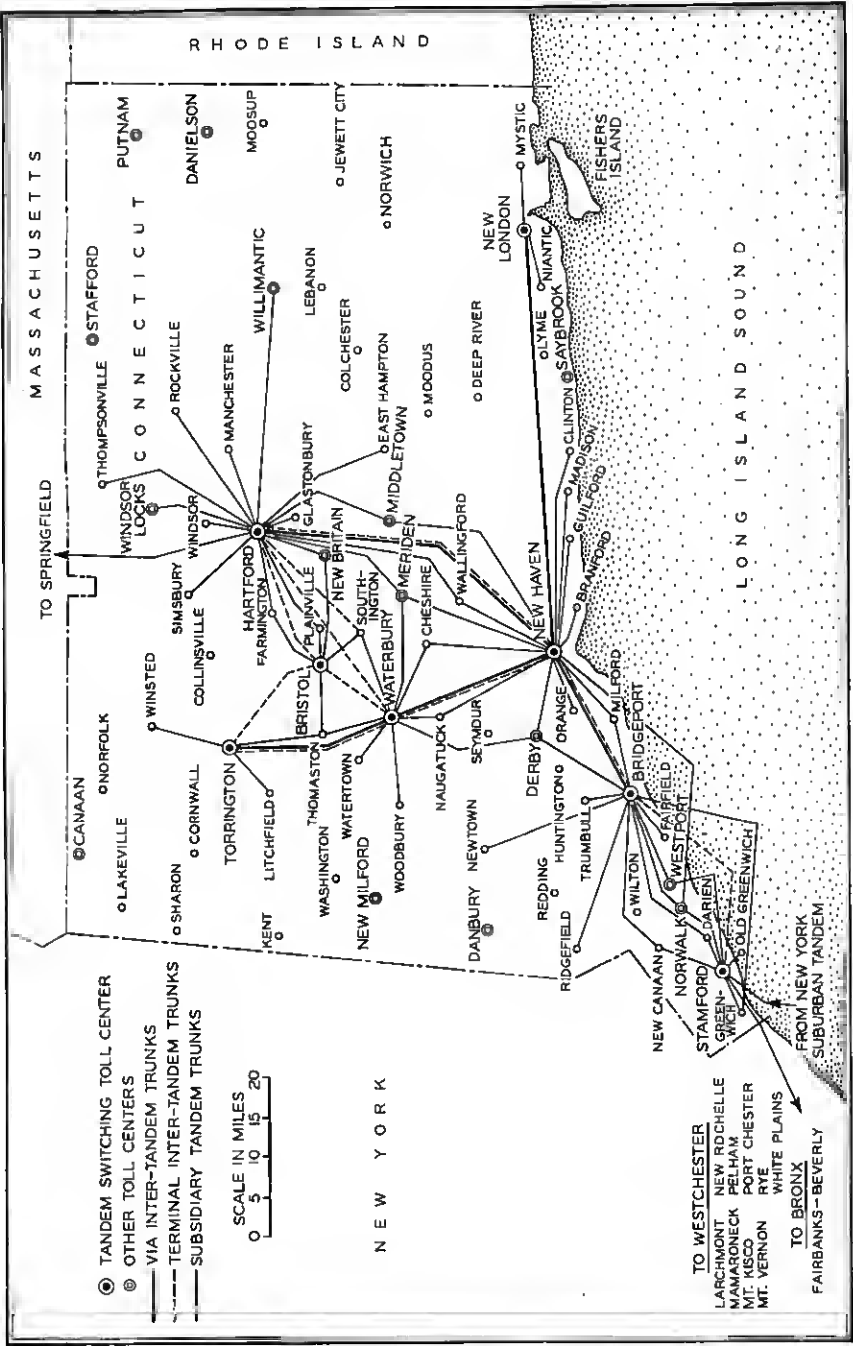 MASSACHUSETTS
RHODE ISLAND
CONNECTICUT
NEW YORK
LONG ISLAND SOUND
TO SPRINGFIELD
CANAAN
NORFOLK
LAKEVILLE
WINSTED
SHARON
CORNWALL
COLLINSVILLE
SIMSBURY
WINDSOR
LOCKS
WINDSOR
THOMPSONVILLE
STAFFORD
ROCKVILLE
MANCHESTER
PUTNAM
DANIELSON
MOOSUP
WILLIMANTIC
TORRINGTON
LITCHFIELD
KENT
HARTFORD
FARMINGTON
PLAINVILLE
BRISTOL
NEW BRITAIN
GLASTONBURY
SOUTH-
INGTON
THOMASTON
WATERTOWN
WASHINGTON
NEW MILFORD
WOODBURY
WATERBURY
CHESHIRE
MERIDEN
MIDDLETOWN
EAST HAMPTON
COLCHESTER
LEBANON
JEWETT CITY
NORWICH
MOODUS
DEEP RIVER
WALLINGFORD
NAUGATUCK
SEYMOUR
DERBY
NEWTOWN
DANBURY
REDDING
HUNTINGTON
TRUMBULL
RIDGEFIELD
WILTON
ORANGE
NEW HAVEN
MILFORD
BRIDGEPORT
FAIRFIELD
WESTPORT
NORWALK
DARIEN
NEW CANAAN
STAMFORD
GREEN-
WICH
OLD GREENWICH
BRANFORD
GUILFORD
MADISON
CLINTON
SAYBROOK
LYME
NIANTIC
NEW
LONDON
MYSTIC
FISHERS
ISLAND
FROM NEW YORK
SUBURBAN TANDEM
TANDEM SWITCHING TOLL CENTER
OTHER TOLL CENTERS
VIA INTER-TANDEM TRUNKS
TERMINAL INTER-TANDEM TRUNKS
SUBSIDIARY TANDEM TRUNKS
SCALE IN MILES
0 5 10 15 20
TO WESTCHESTER
LARCHMONT NEW ROCHELLE
MAMARONECK PELHAM
MT. KISCO PORT CHESTER
MT. VERNON RYE
WHITE PLAINS
TO BRONX
FAIRBANKS-BEVERLY